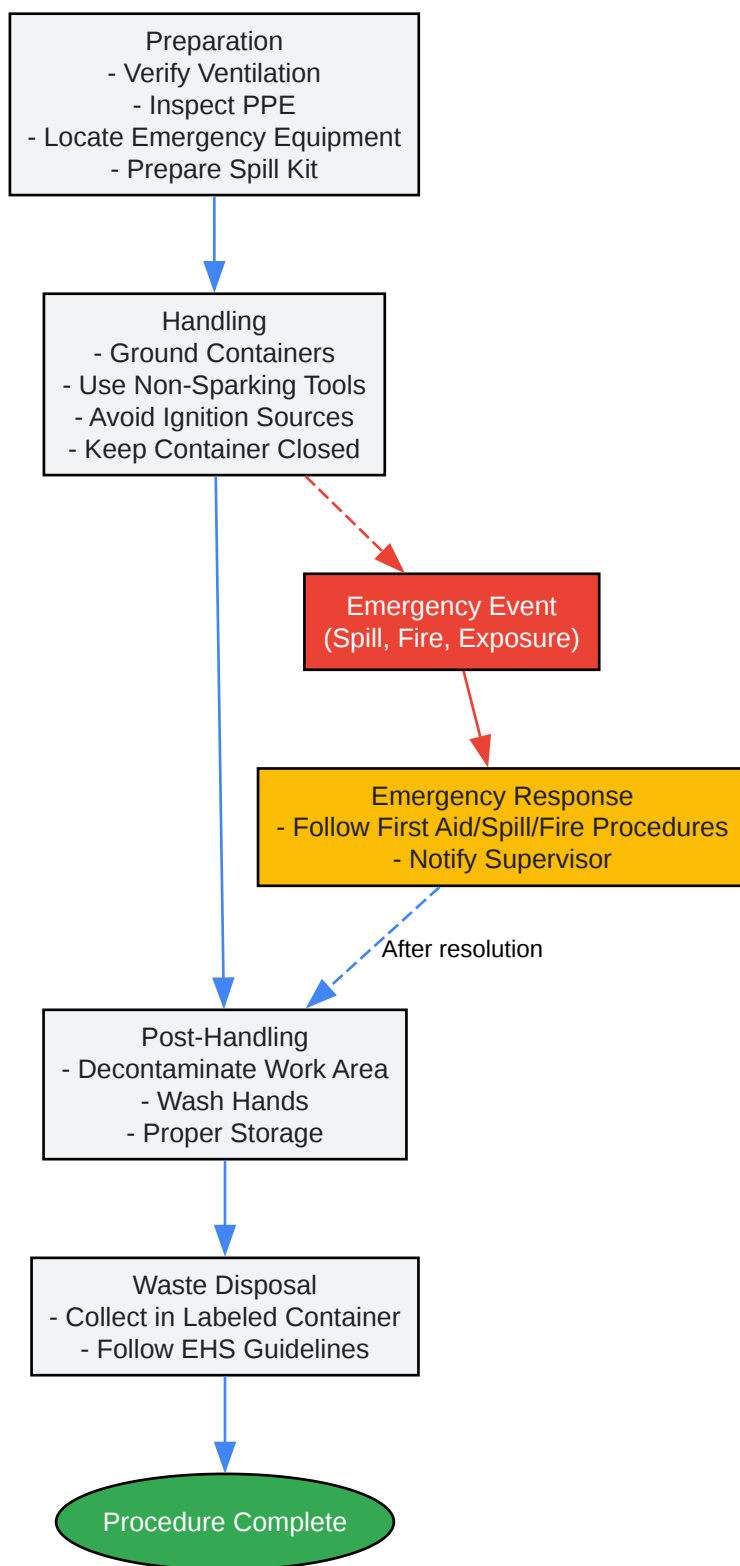 Preparation
- Verify Ventilation
- Inspect PPE
- Locate Emergency Equipment
- Prepare Spill Kit
Handling
- Ground Containers
- Use Non-Sparking Tools
- Avoid Ignition Sources
- Keep Container Closed
Emergency Event
(Spill, Fire, Exposure)
Emergency Response
- Follow First Aid/Spill/Fire Procedures
- Notify Supervisor
After resolution
Post-Handling
- Decontaminate Work Area
- Wash Hands
- Proper Storage
Waste Disposal
- Collect in Labeled Container
- Follow EHS Guidelines
Procedure Complete